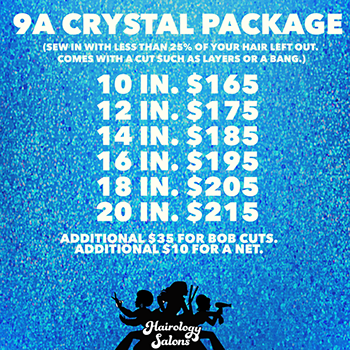 9A CRYSTAL PACKAGE
(SEW IN WITH LESS THAN 25% OF YOUR HAIR LEFT OUT.
COMES WITH A CUT SUCH AS LAYERS OR A BANG.)
10 IN. $165
12 IN. $175
14 IN. $185
16 IN. $195
18 IN. $205
20 IN. $215
ADDITIONAL $35 FOR BOB CUTS.
ADDITIONAL $10 FOR A NET.
Hairology
Salons